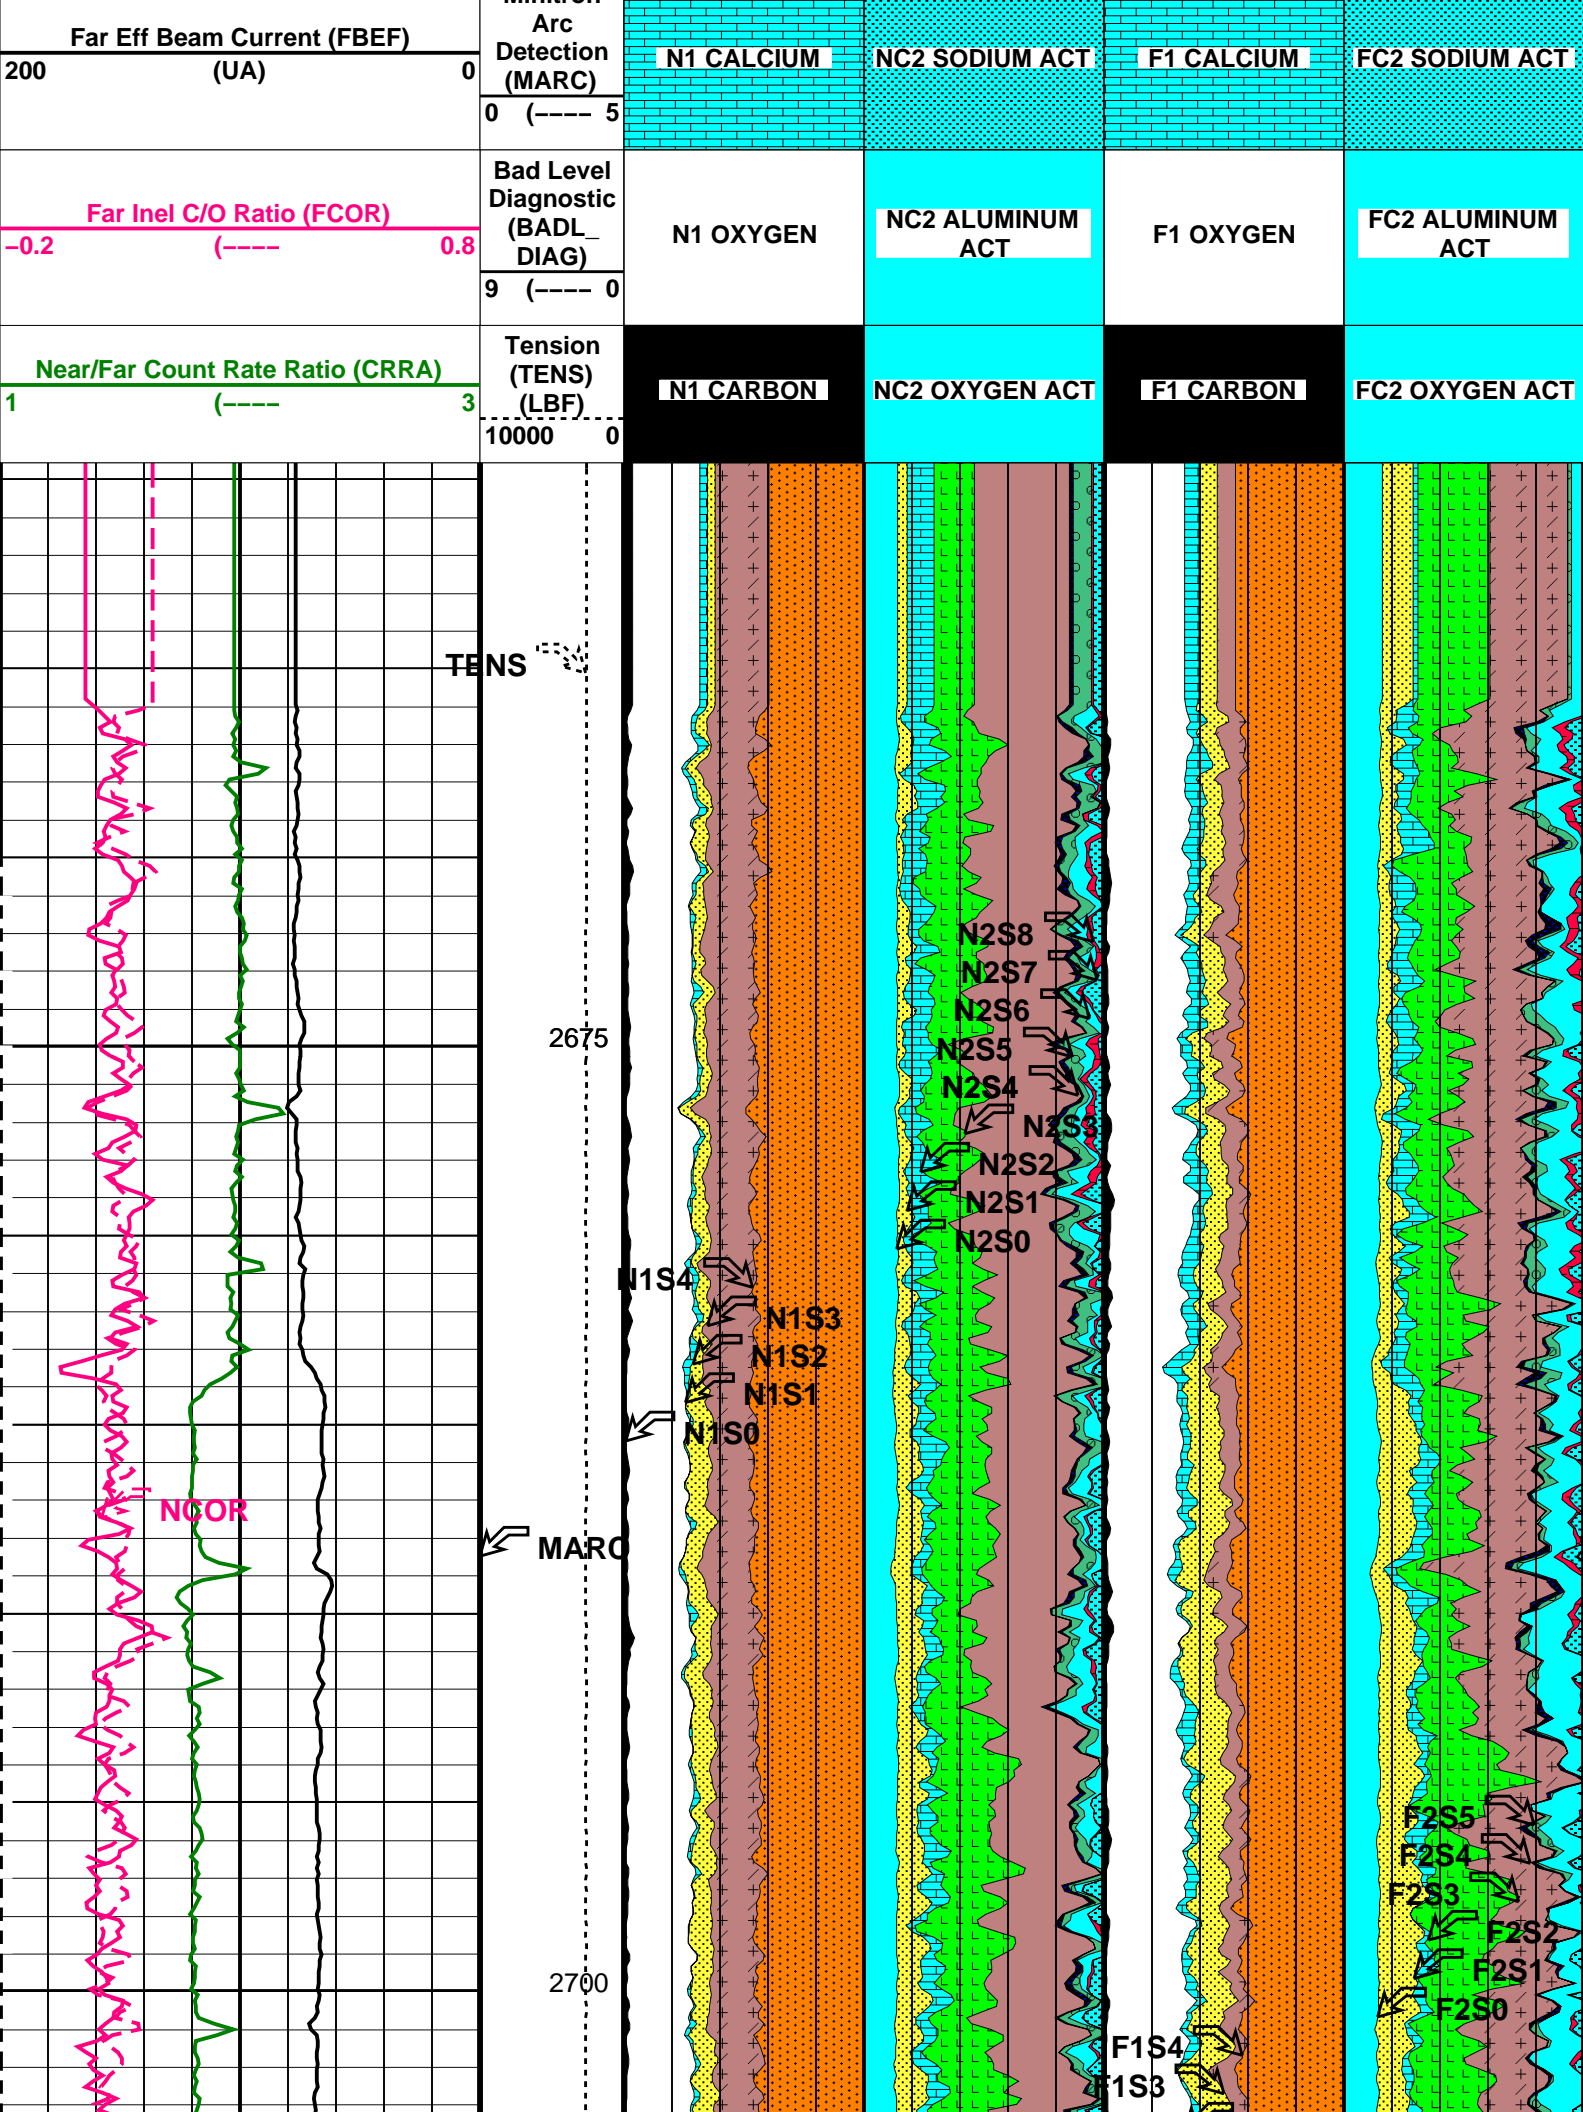 Far Eff Beam Current (FBEF)
200 (UA) 0
Minitron
Arc
Detection
(MARC)
0 (---- 5
N1 CALCIUM
NC2 SODIUM ACT
F1 CALCIUM
FC2 SODIUM ACT
Far Inel C/O Ratio (FCOR)
−0.2 (---- 0.8
Bad Level
Diagnostic
(BADL_
DIAG)
9 (---- 0
N1 OXYGEN
NC2 ALUMINUM
ACT
F1 OXYGEN
FC2 ALUMINUM
ACT
Near/Far Count Rate Ratio (CRRA)
1 (---- 3
Tension
(TENS)
(LBF)
10000 0
N1 CARBON
NC2 OXYGEN ACT
F1 CARBON
FC2 OXYGEN ACT
TENS
N2S8
N2S7
N2S6
2675
N2S5
N2S4
N2S3
N2S2
N2S1
N2S0
N1S4
N1S3
N1S2
N1S1
N1S0
NCOR
MARC
F2S5
F2S4
F2S3
F2S2
F2S1
2700
F2S0
F1S4
F1S3